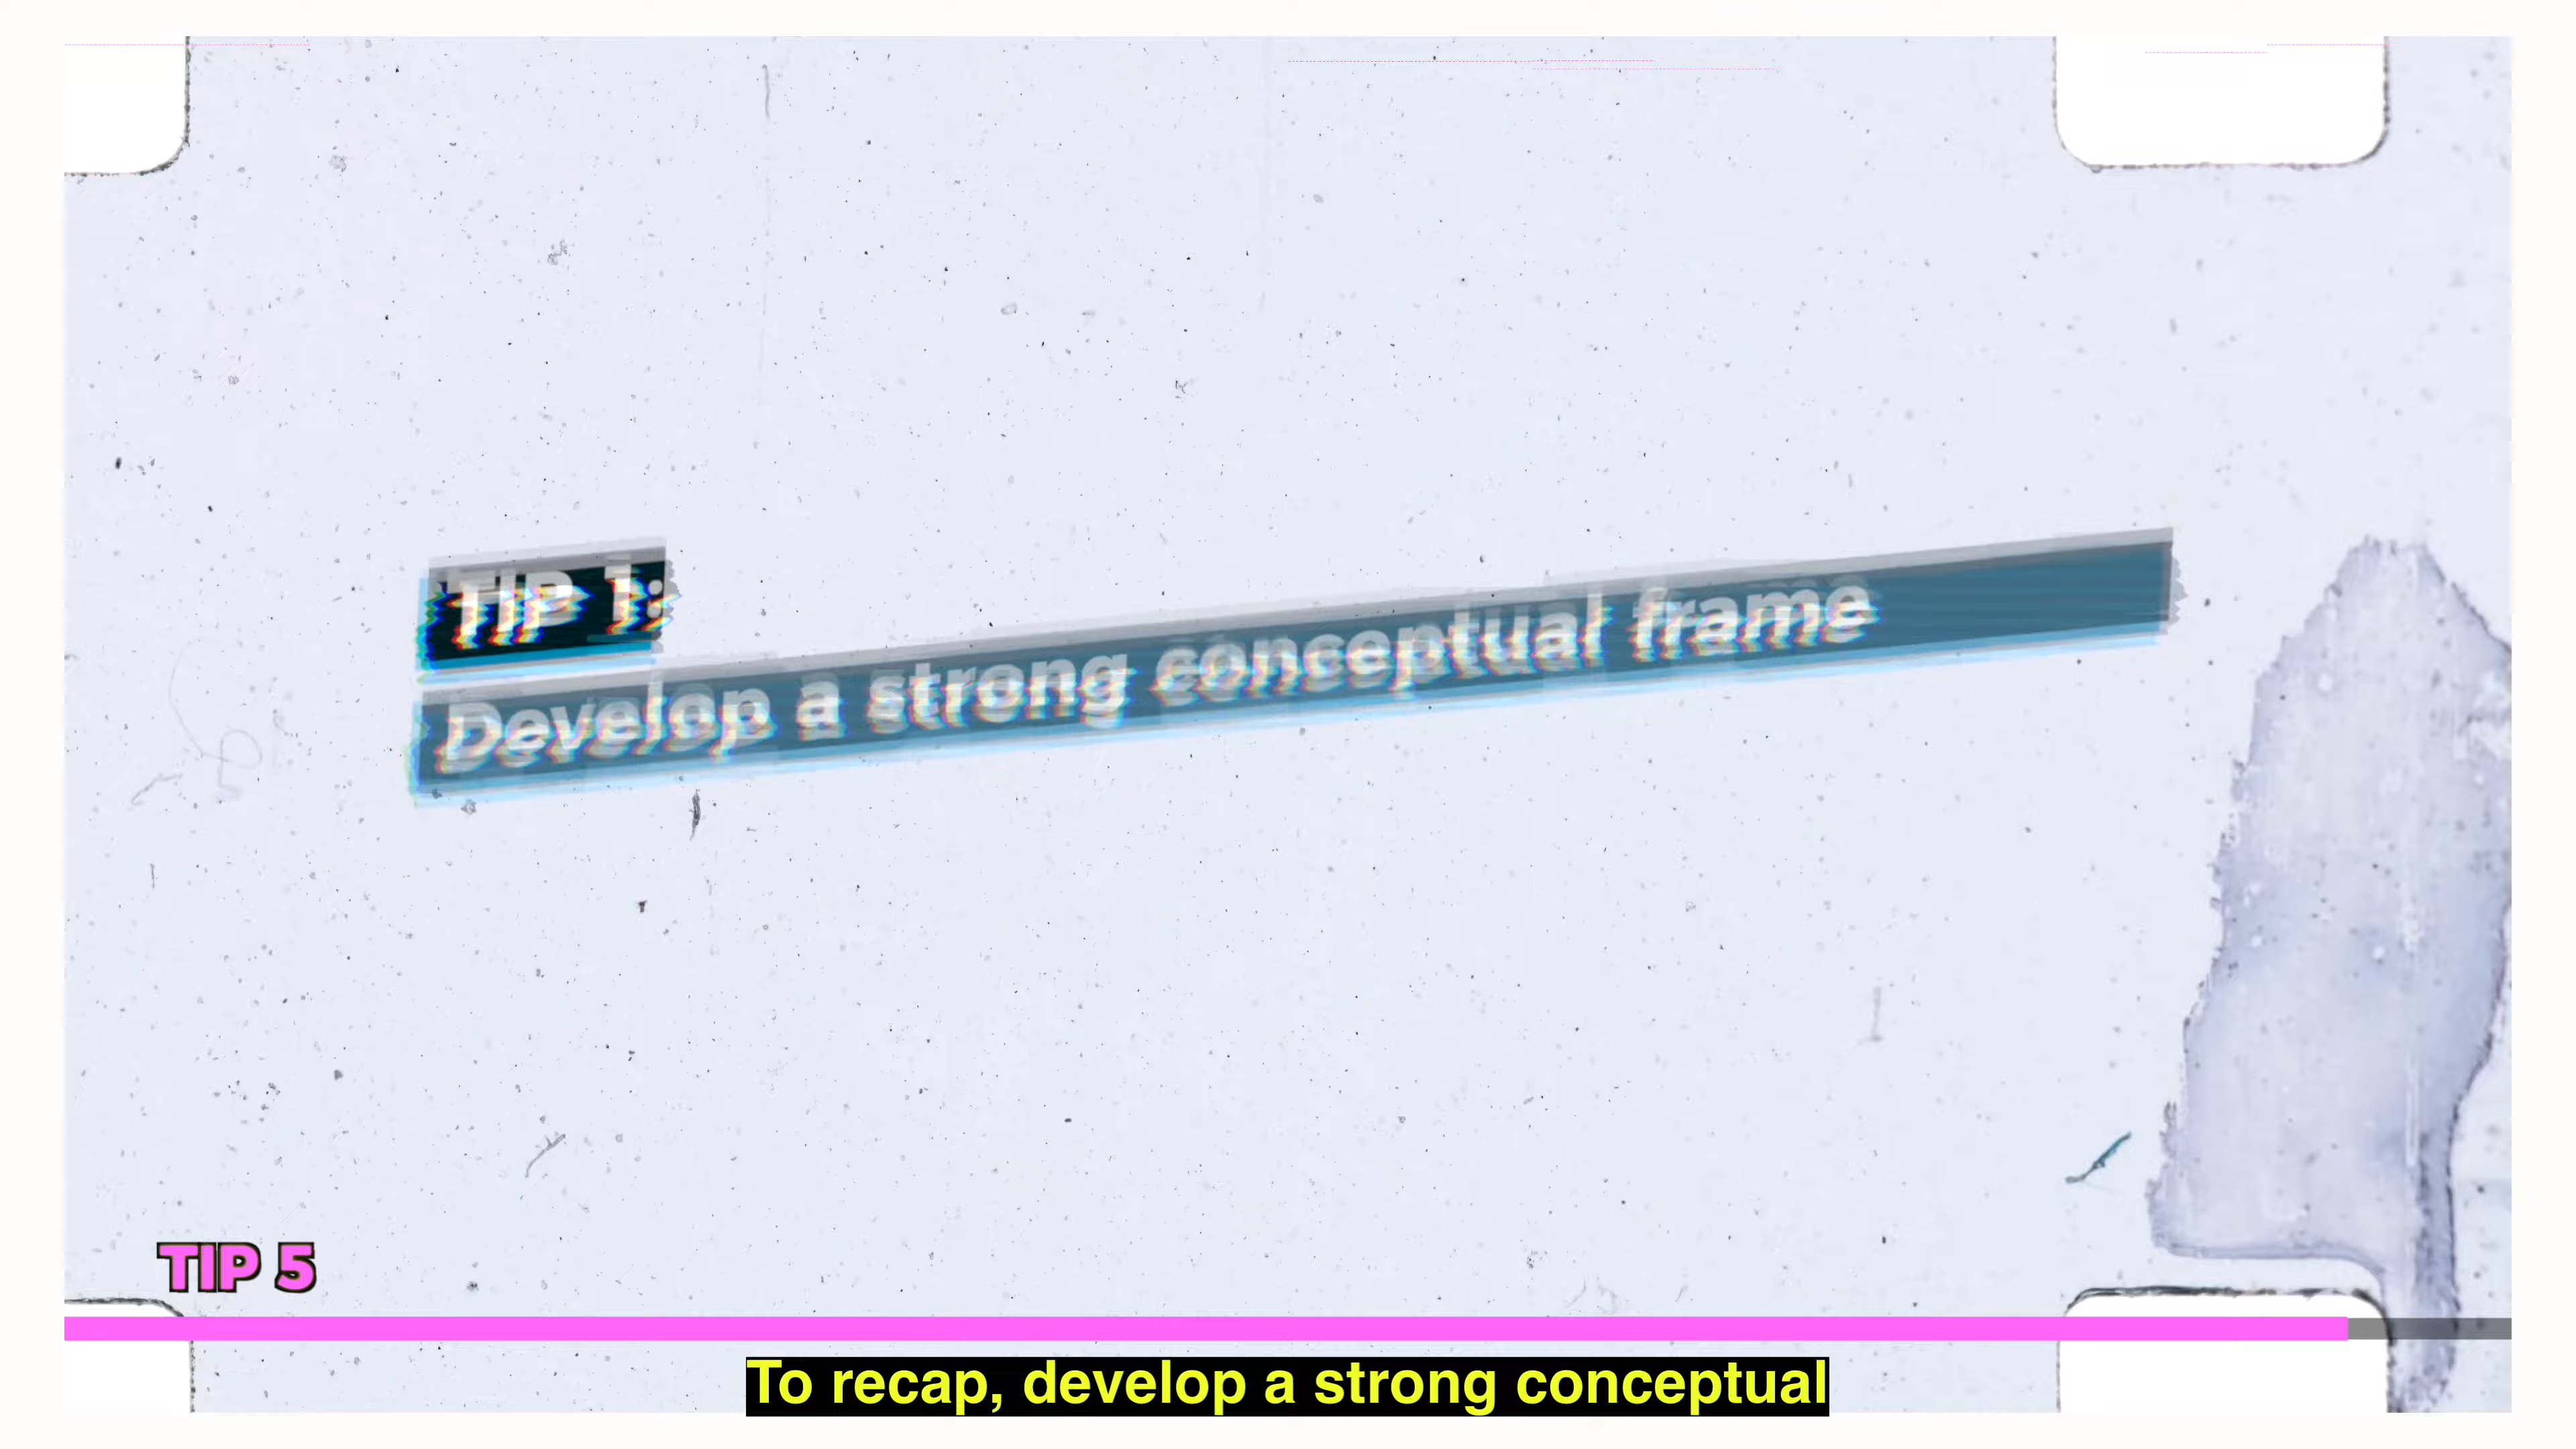 TIP 1:
Develop a strong conceptual frame
TIP 5
To recap, develop a strong conceptual